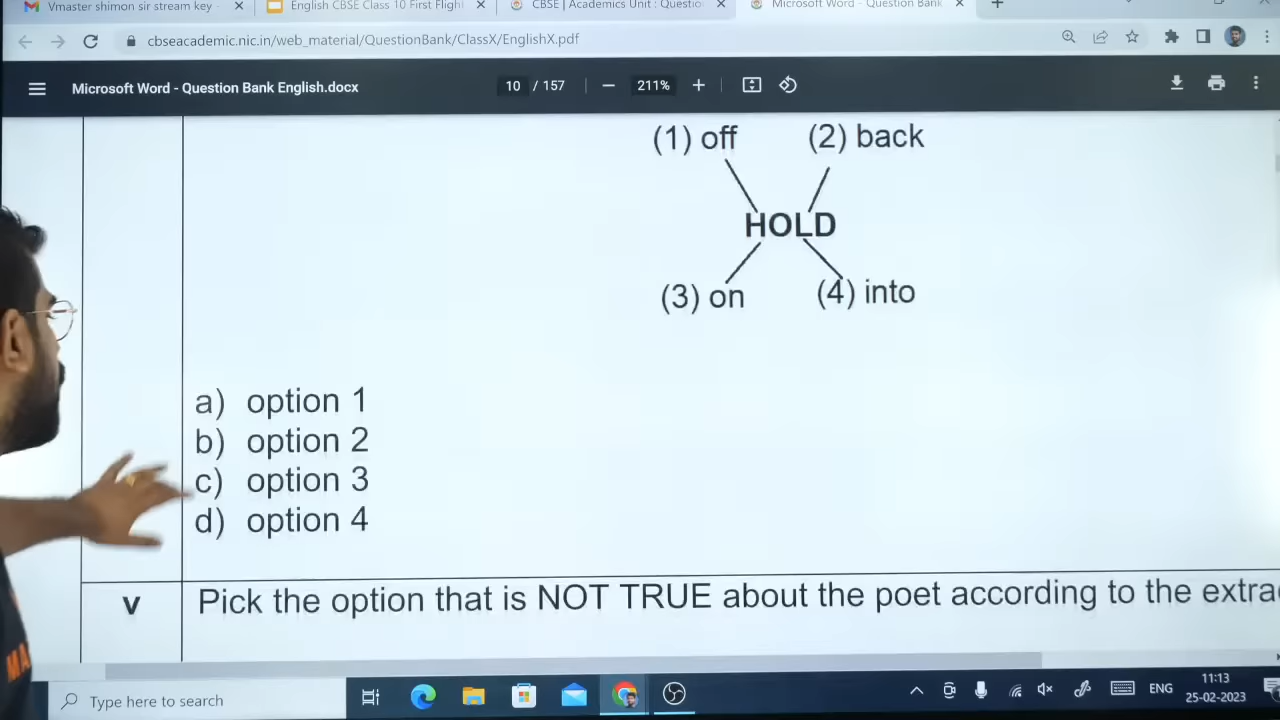 Vmaster shimon sir stream key
English CBSE Class 10 First Fligh
CBSE | Academics Unit : Questio
Microsoft Word - Question Bank
cbseacademic.nic.in/web_material/QuestionBank/ClassX/EnglishX.pdf
Microsoft Word - Question Bank English.docx
10 / 157
211%
(1) off (2) back
HOLD
(3) on (4) into
a) option 1
b) option 2
c) option 3
d) option 4
v Pick the option that is NOT TRUE about the poet according to the extra
Type here to search
ENG
11:13
25-02-2023